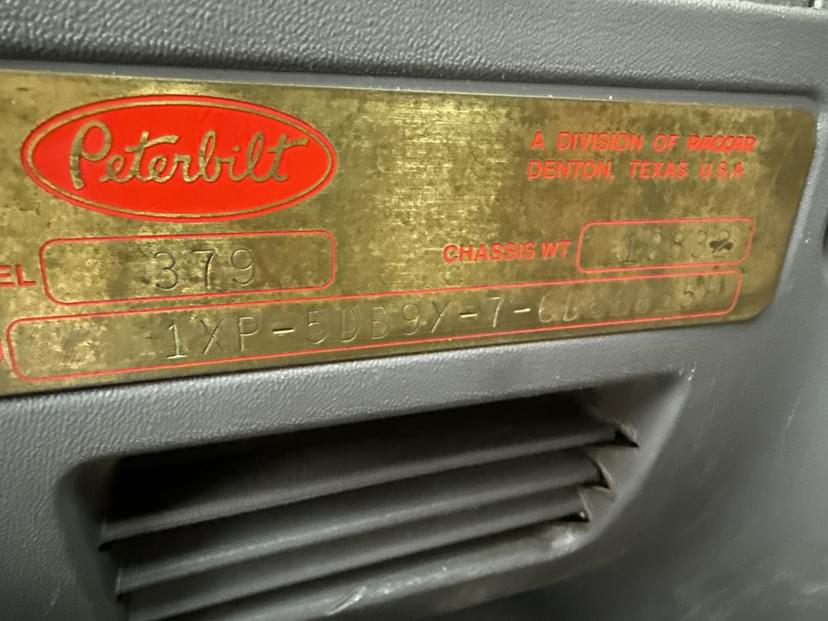 Peterbilt
A DIVISION OF PACCAR
DENTON, TEXAS U.S.A.
EL 379
CHASSIS WT
1XP-5DB9X-7-